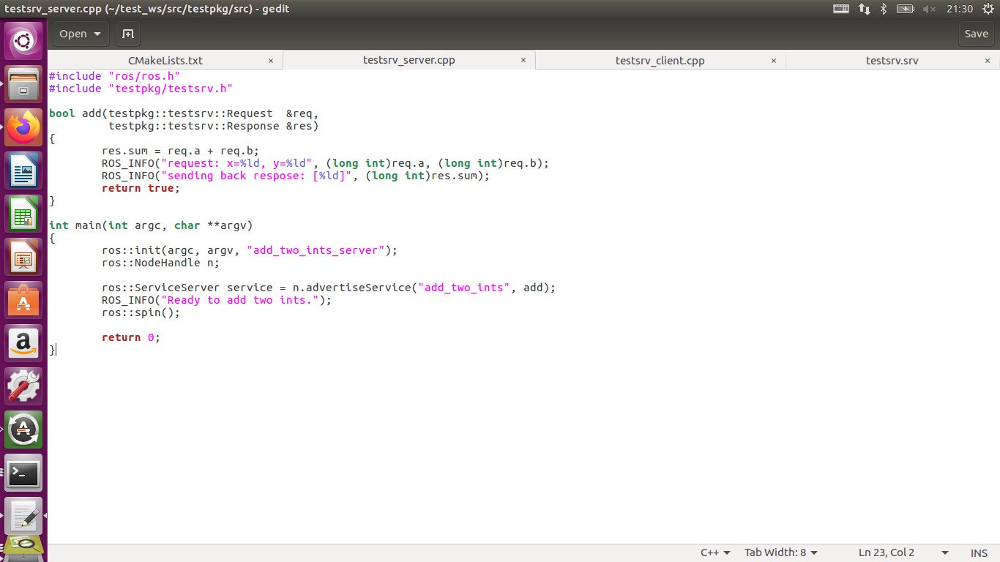 testsrv_server.cpp (~/test_ws/src/testpkg/src) - gedit
21:30
Open
Save
CMakeLists.txt × testsrv_server.cpp × testsrv_client.cpp × testsrv.srv ×
#include "ros/ros.h"
#include "testpkg/testsrv.h"
bool add(testpkg::testsrv::Request  &req,
         testpkg::testsrv::Response &res)
{
        res.sum = req.a + req.b;
        ROS_INFO("request: x=%ld, y=%ld", (long int)req.a, (long int)req.b);
        ROS_INFO("sending back respose: [%ld]", (long int)res.sum);
        return true;
}
int main(int argc, char **argv)
{
        ros::init(argc, argv, "add_two_ints_server");
        ros::NodeHandle n;
        ros::ServiceServer service = n.advertiseService("add_two_ints", add);
        ROS_INFO("Ready to add two ints.");
        ros::spin();
        return 0;
}
C++ Tab Width: 8 Ln 23, Col 2 INS